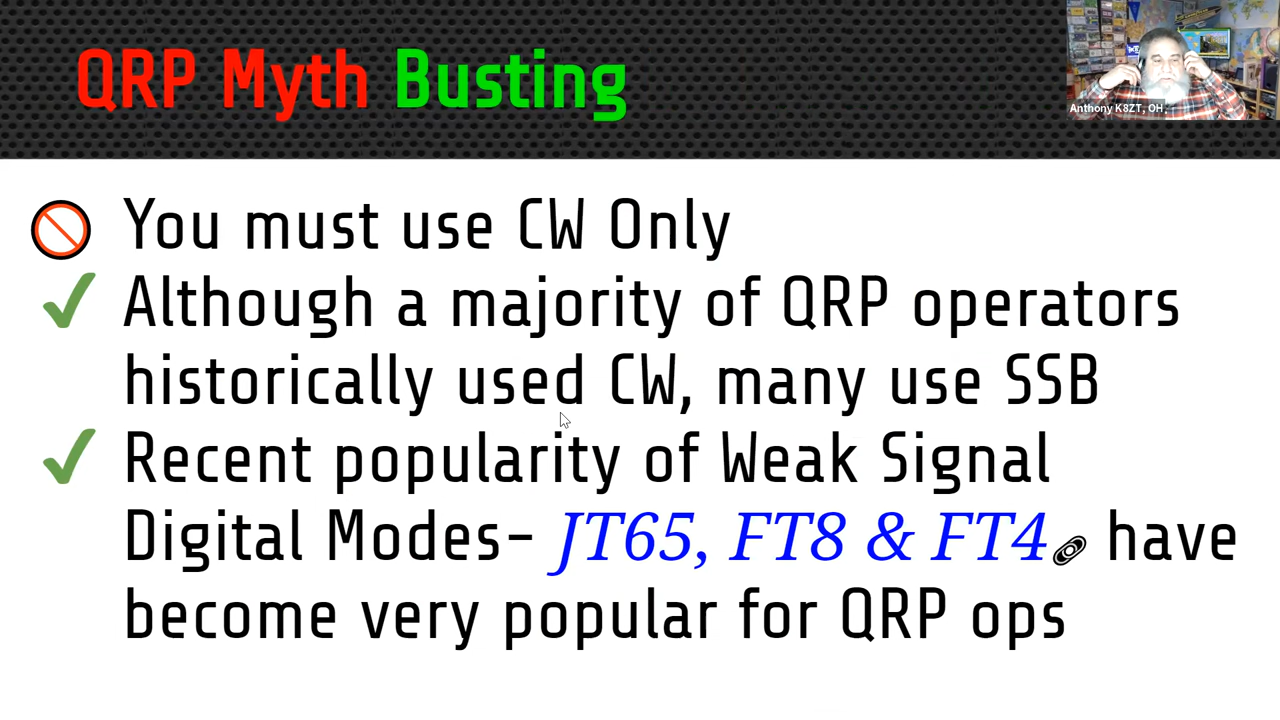 QRP Myth Busting
Anthony K8ZT, OH,
You must use CW Only
Although a majority of QRP operators
historically used CW, many use SSB
Recent popularity of Weak Signal
Digital Modes- JT65, FT8 & FT4 have
become very popular for QRP ops